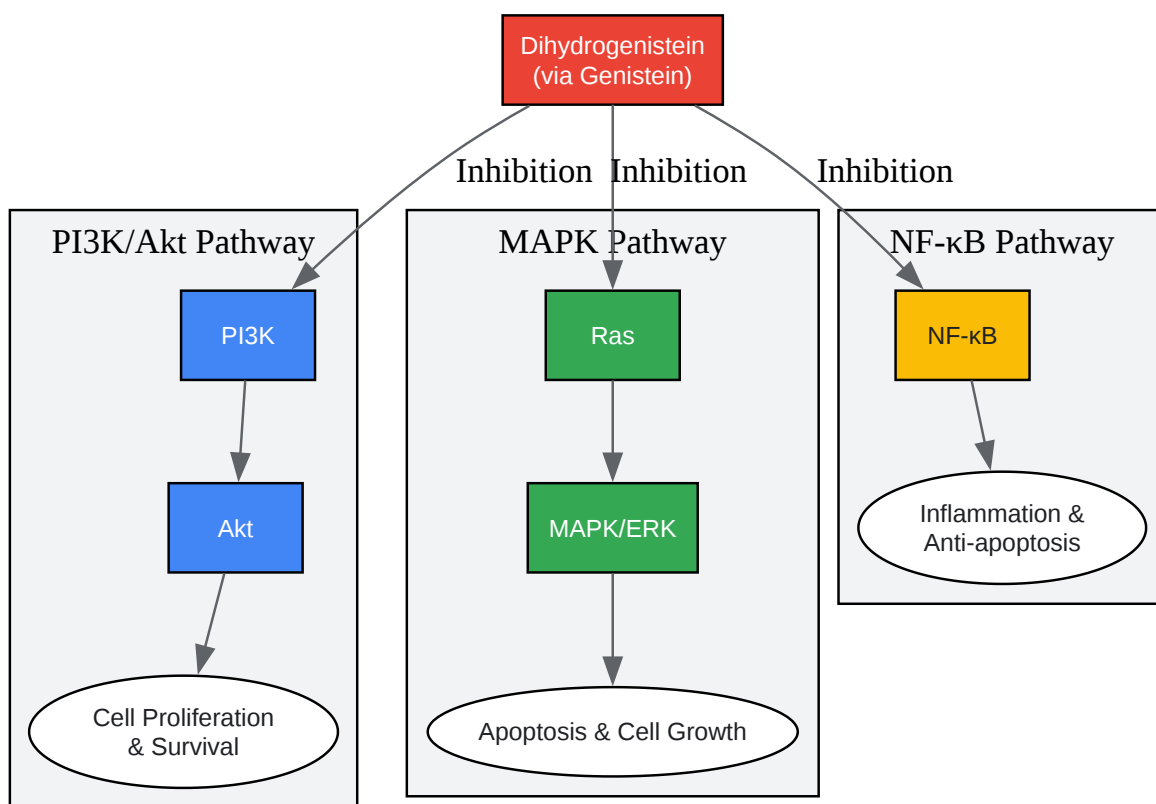 Dihydrogenistein
(via Genistein)
Inhibition
Inhibition
Inhibition
PI3K/Akt Pathway
MAPK Pathway
NF-κB Pathway
PI3K
Ras
NF-κB
Akt
MAPK/ERK
Inflammation &
Anti-apoptosis
Cell Proliferation
& Survival
Apoptosis & Cell Growth